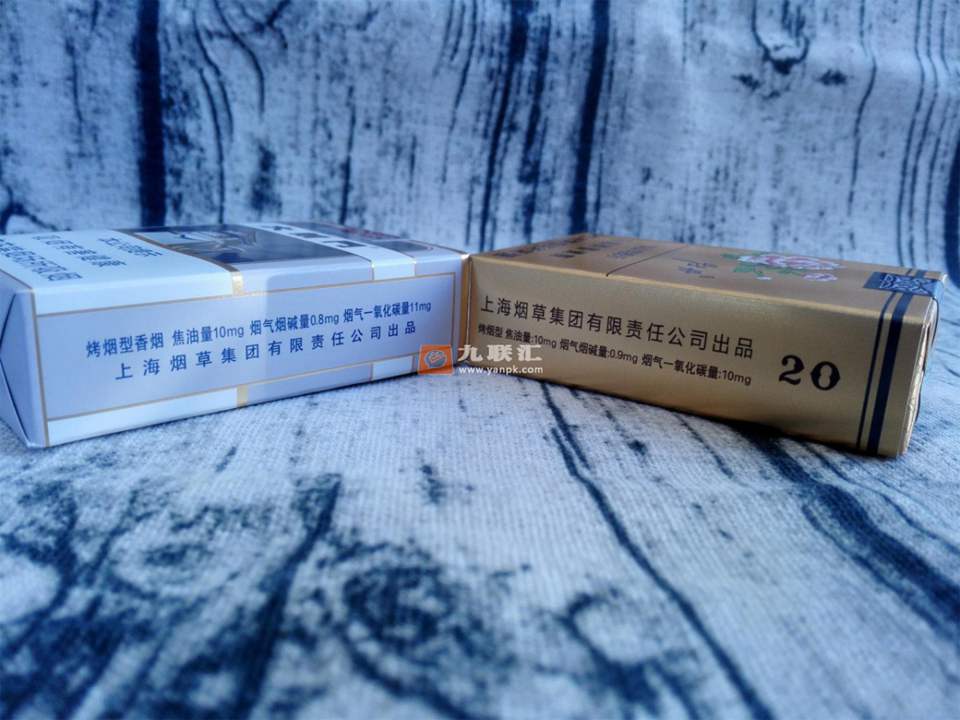 烤烟型香烟 焦油量10mg 烟气烟碱量0.8mg 烟气一氧化碳量11mg
上海烟草集团有限责任公司出品
上海烟草集团有限责任公司出品
烤烟型 焦油量:10mg 烟气烟碱量:0.9mg 烟气一氧化碳量:10mg
20
九联汇
www.yanpk.com